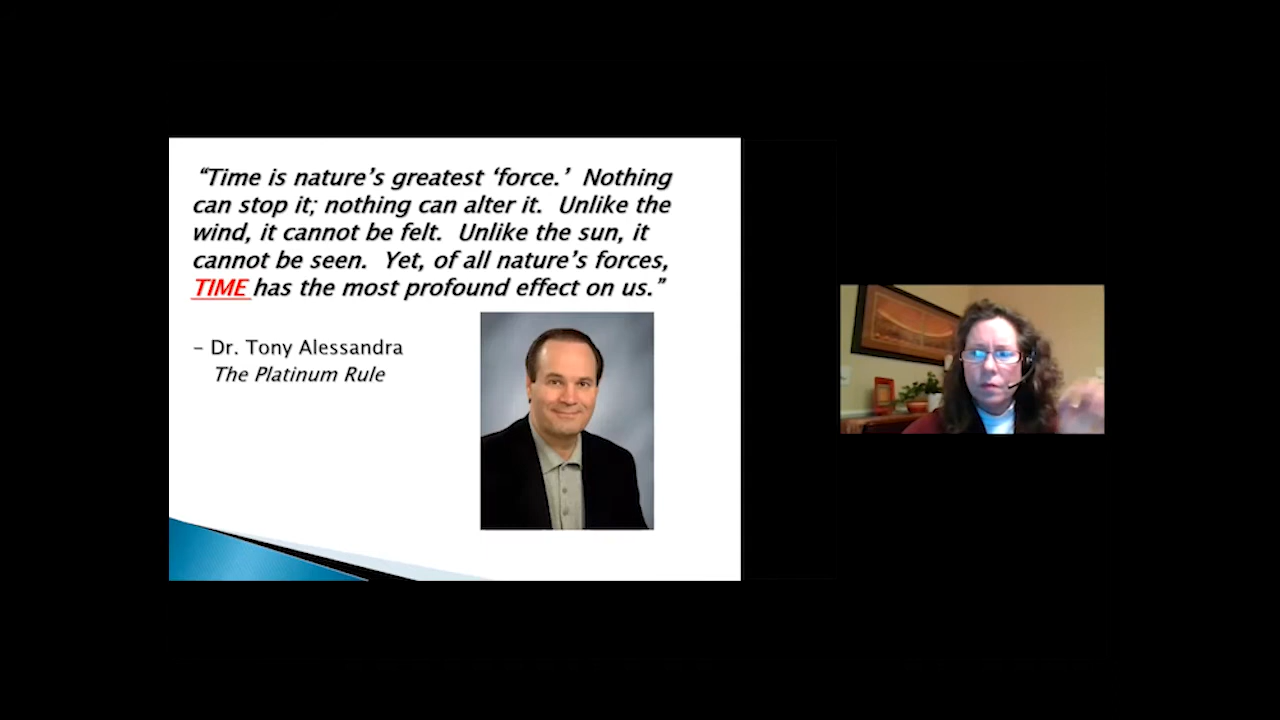 “Time is nature’s greatest ‘force.’  Nothing
can stop it; nothing can alter it.  Unlike the
wind, it cannot be felt.  Unlike the sun, it
cannot be seen.  Yet, of all nature’s forces,
TIME has the most profound effect on us.”
– Dr. Tony Alessandra
The Platinum Rule